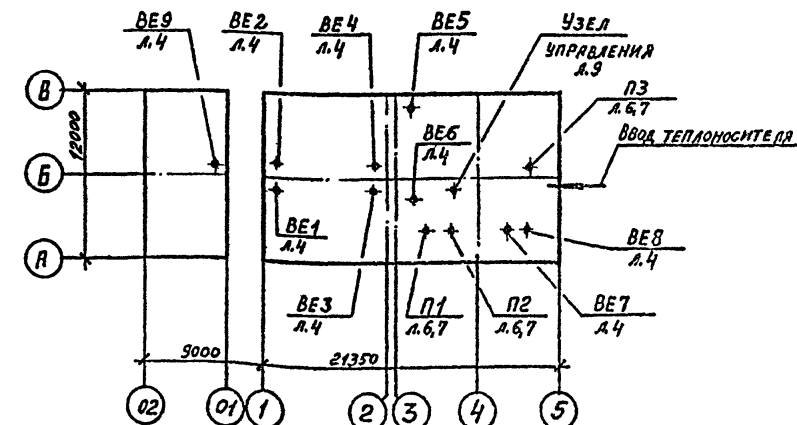 ВЕ9
л.4
ВЕ2
л.4
ВЕ4
л.4
ВЕ5
л.4
УЗЕЛ
УПРАВЛЕНИЯ
л.9
П3
л.6,7
ВВОД ТЕПЛОНОСИТЕЛЯ
В
12000
Б
А
ВЕ6
л.4
ВЕ1
л.4
ВЕ3
л.4
П1
л.6,7
П2
л.6,7
ВЕ7
л.4
ВЕ8
л.4
9000
21350
02
01
1
2
3
4
5